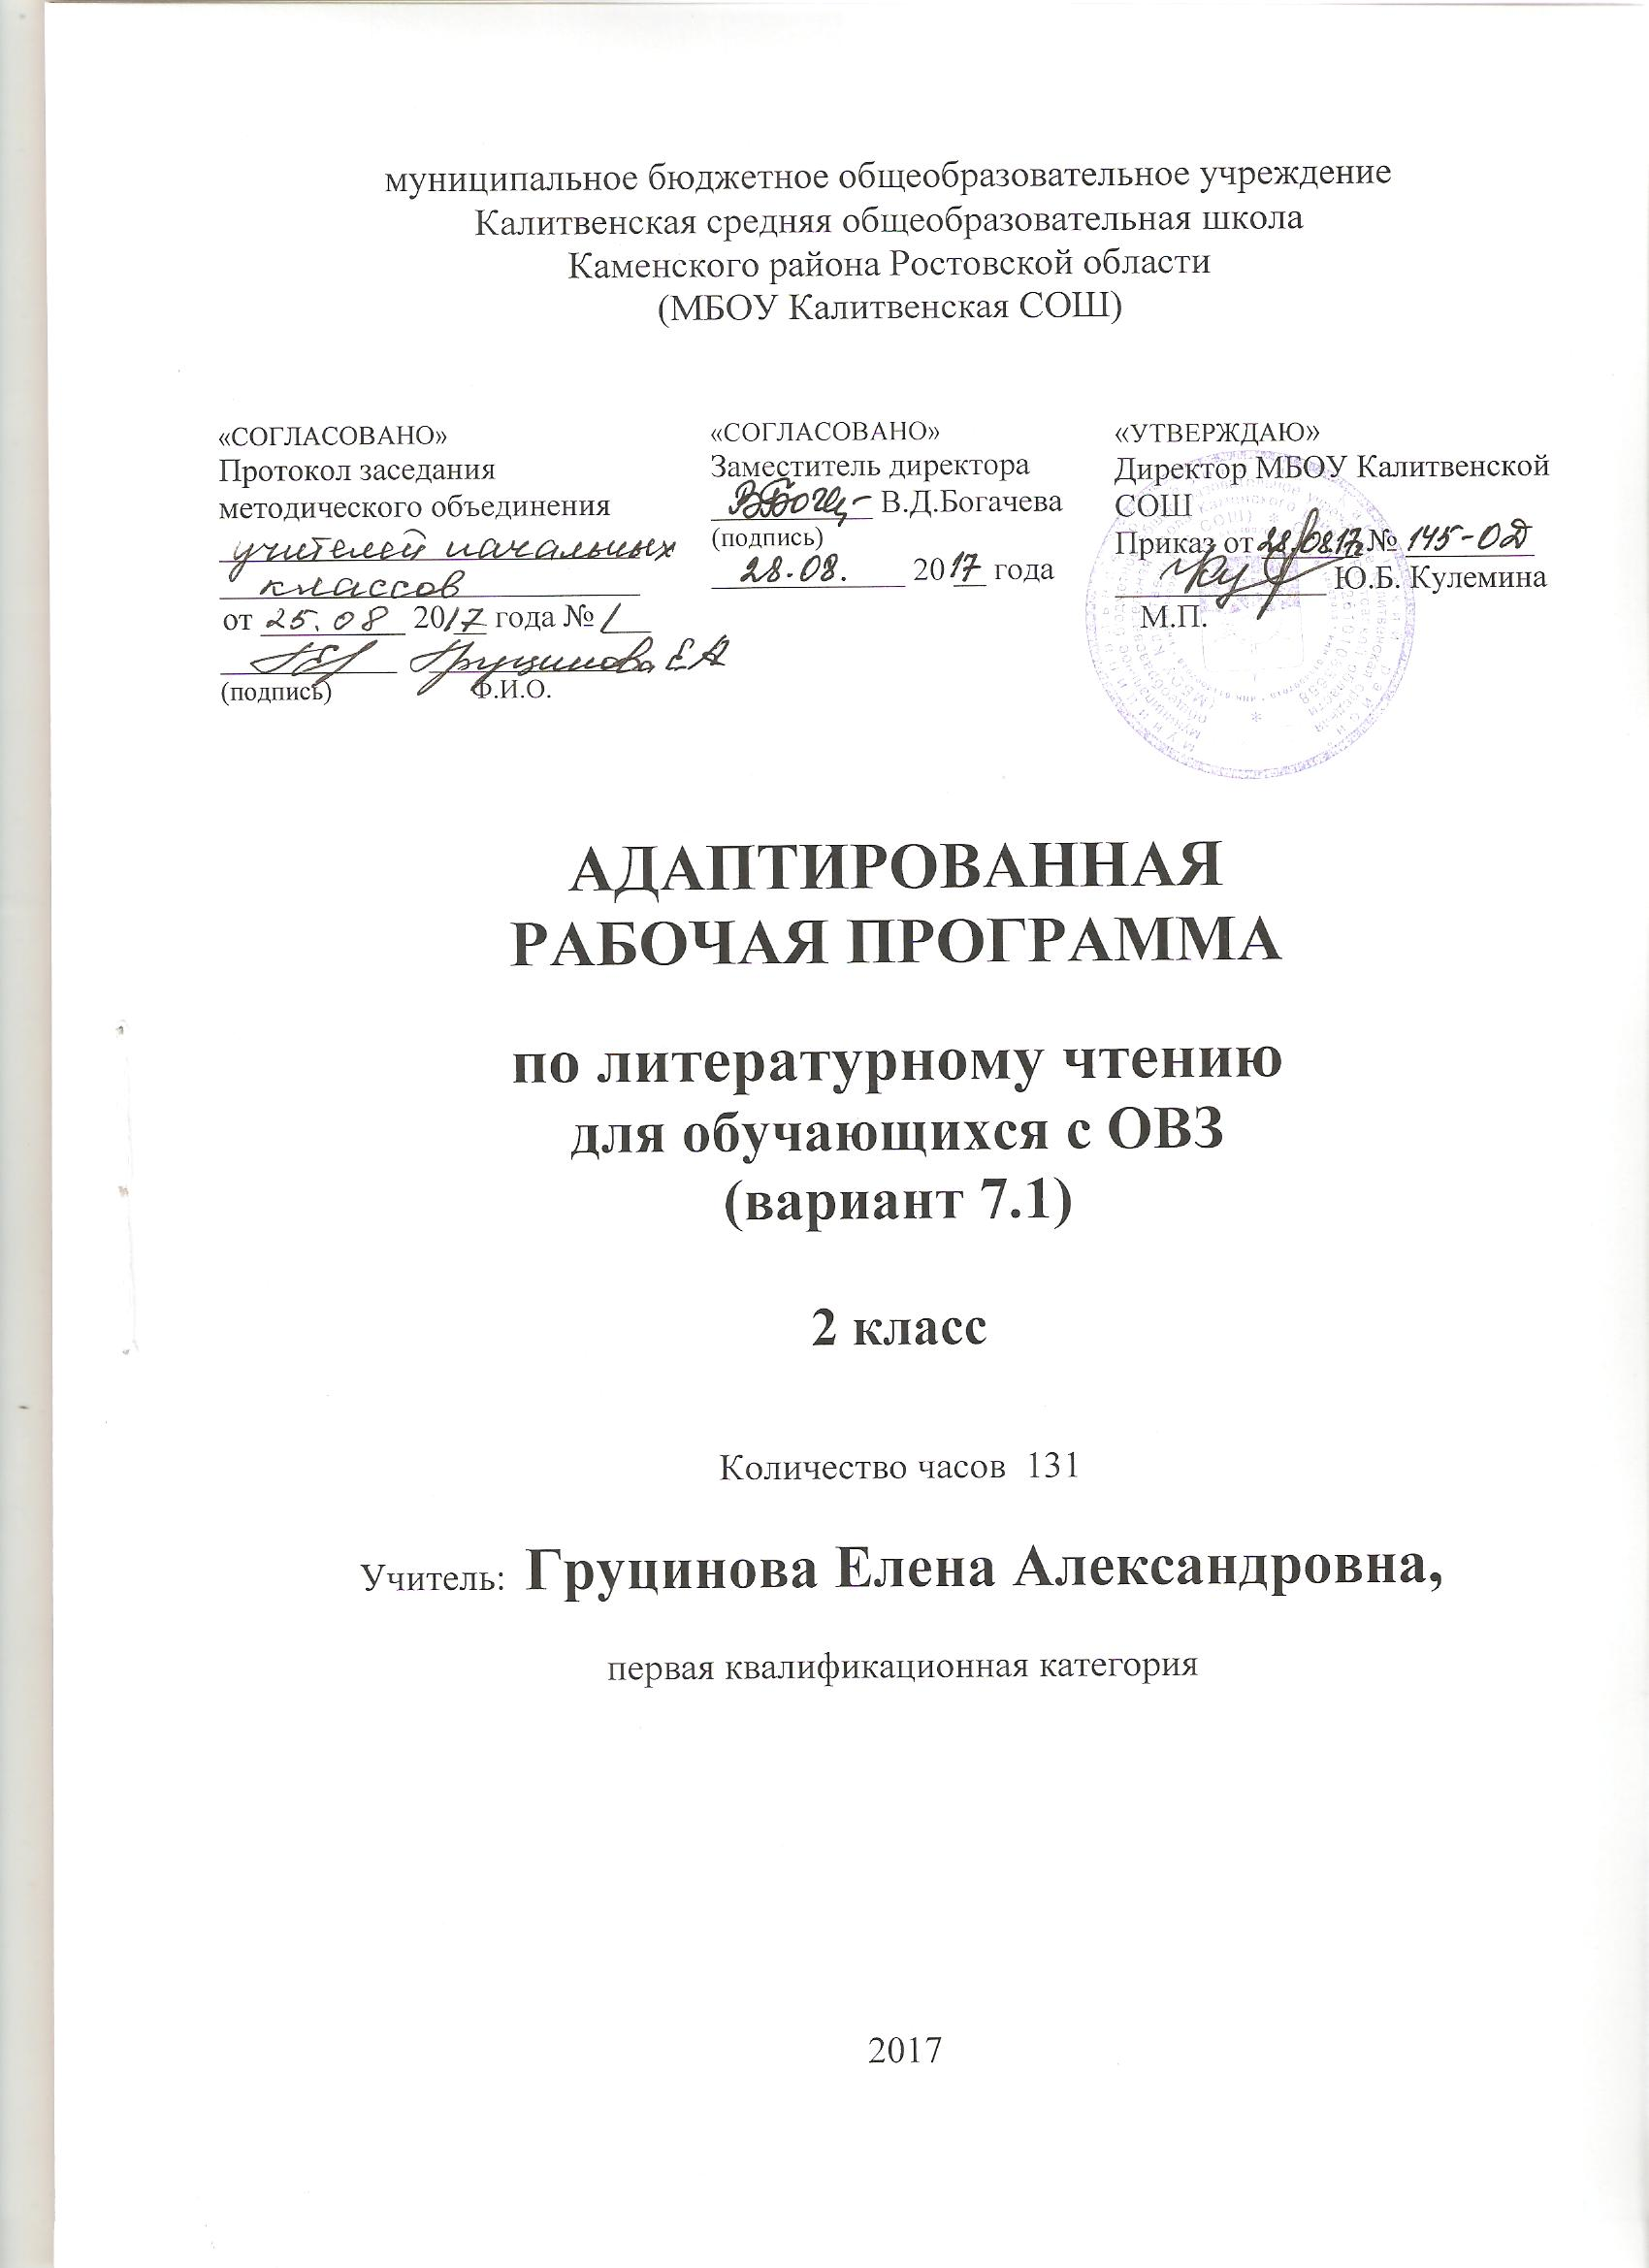 муниципальное бюджетное общеобразовательное учреждение
Калитвенская средняя общеобразовательная школа
Каменского района Ростовской области
(МБОУ Калитвенская СОШ)
«СОГЛАСОВАНО»
Протокол заседания
методического объединения
учителей начальных
классов
от 25.08 2017 года № 1
Груцинова Е А
(подпись) Ф.И.О.
«СОГЛАСОВАНО»
Заместитель директора
В.Д.Богачева
(подпись)
28.08. 2017 года
«УТВЕРЖДАЮ»
Директор МБОУ Калитвенской
СОШ
Приказ от 28.08.17г № 145-ОД
Ю.Б. Кулемина
М.П.
АДАПТИРОВАННАЯ
РАБОЧАЯ ПРОГРАММА
по литературному чтению
для обучающихся с ОВЗ
(вариант 7.1)
2 класс
Количество часов 131
Учитель: Груцинова Елена Александровна,
первая квалификационная категория
2017